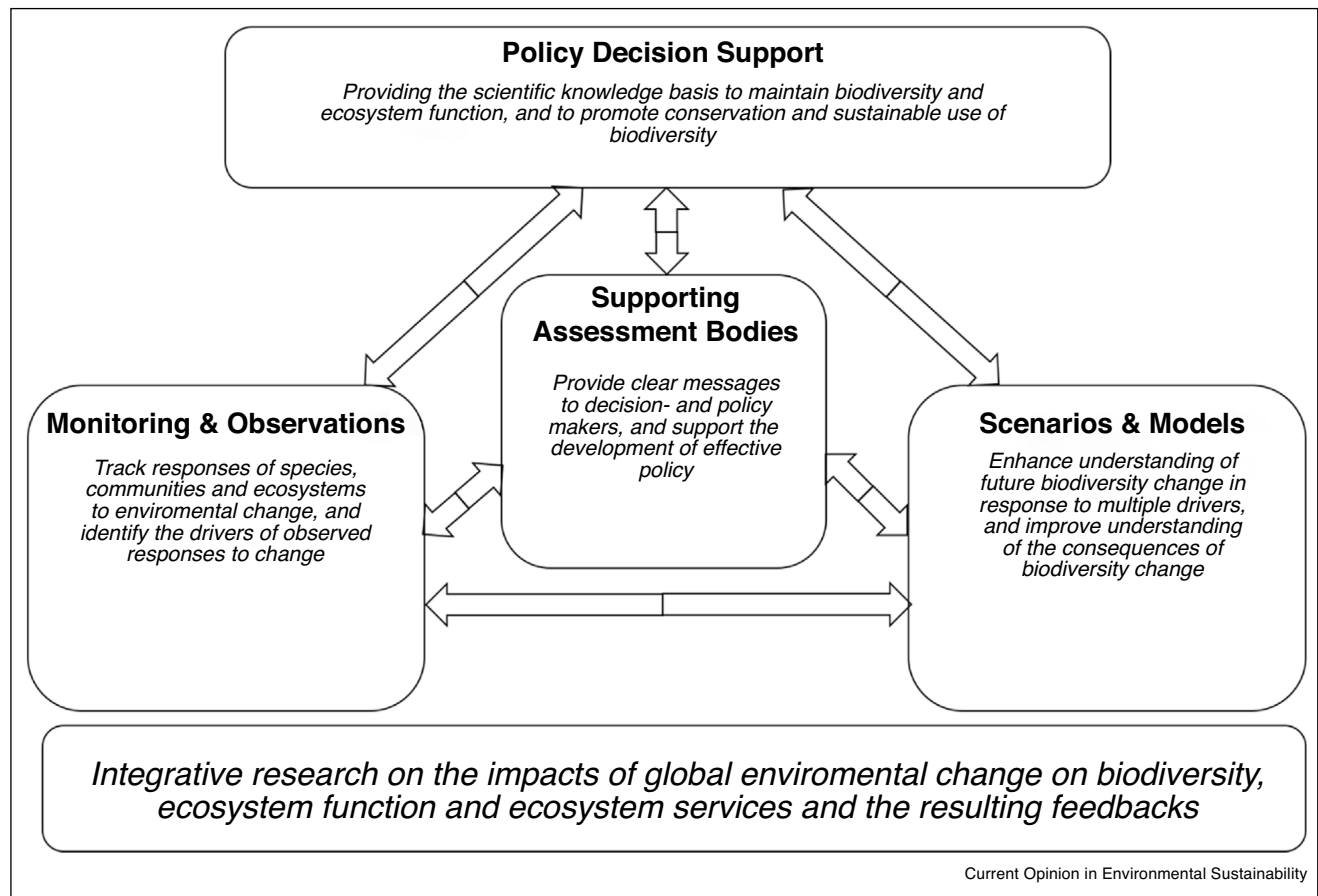 Policy Decision Support
Providing the scientific knowledge basis to maintain biodiversity and
ecosystem function, and to promote conservation and sustainable use of
biodiversity
Supporting
Assessment Bodies
Provide clear messages
to decision- and policy
makers, and support the
development of effective
policy
Monitoring & Observations
Track responses of species,
communities and ecosystems
to enviromental change, and
identify the drivers of observed
responses to change
Scenarios & Models
Enhance understanding of
future biodiversity change in
response to multiple drivers,
and improve understanding
of the consequences of
biodiversity change
Integrative research on the impacts of global enviromental change on biodiversity,
ecosystem function and ecosystem services and the resulting feedbacks
Current Opinion in Environmental Sustainability